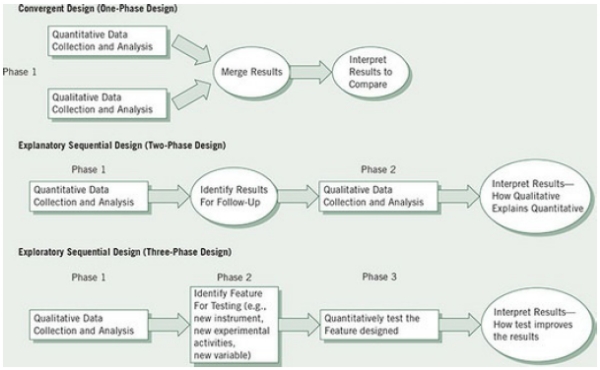 Convergent Design (One-Phase Design)
Quantitative Data
Collection and Analysis
Phase 1
Merge Results
Interpret
Results to
Compare
Qualitative Data
Collection and Analysis
Explanatory Sequential Design (Two-Phase Design)
Phase 1
Phase 2
Quantitative Data
Collection and Analysis
Identify Results
For Follow-Up
Qualitative Data
Collection and Analysis
Interpret Results—
How Qualitative
Explains Quantitative
Exploratory Sequential Design (Three-Phase Design)
Phase 1
Phase 2
Phase 3
Qualitative Data
Collection and Analysis
Identify Feature
For Testing (e.g.,
new instrument,
new experimental
activities,
new variable)
Quantitatively test the
Feature designed
Interpret Results—
How test improves
the results